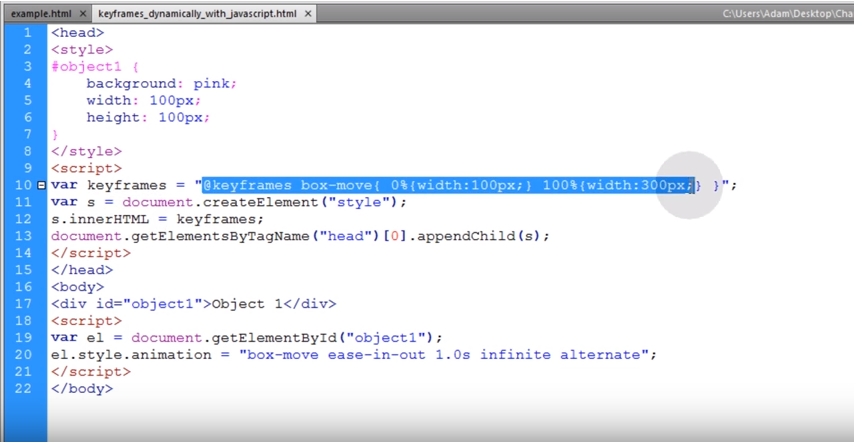 example.html × keyframes_dynamically_with_javascript.html × C:\Users\Adam\Desktop\Cha
1 <head>
2 <style>
3 #object1 {
4 background: pink;
5 width: 100px;
6 height: 100px;
7 }
8 </style>
9 <script>
10 var keyframes = "@keyframes box-move{ 0%{width:100px;} 100%{width:300px;} }";
11 var s = document.createElement("style");
12 s.innerHTML = keyframes;
13 document.getElementsByTagName("head")[0].appendChild(s);
14 </script>
15 </head>
16 <body>
17 <div id="object1">Object 1</div>
18 <script>
19 var el = document.getElementById("object1");
20 el.style.animation = "box-move ease-in-out 1.0s infinite alternate";
21 </script>
22 </body>